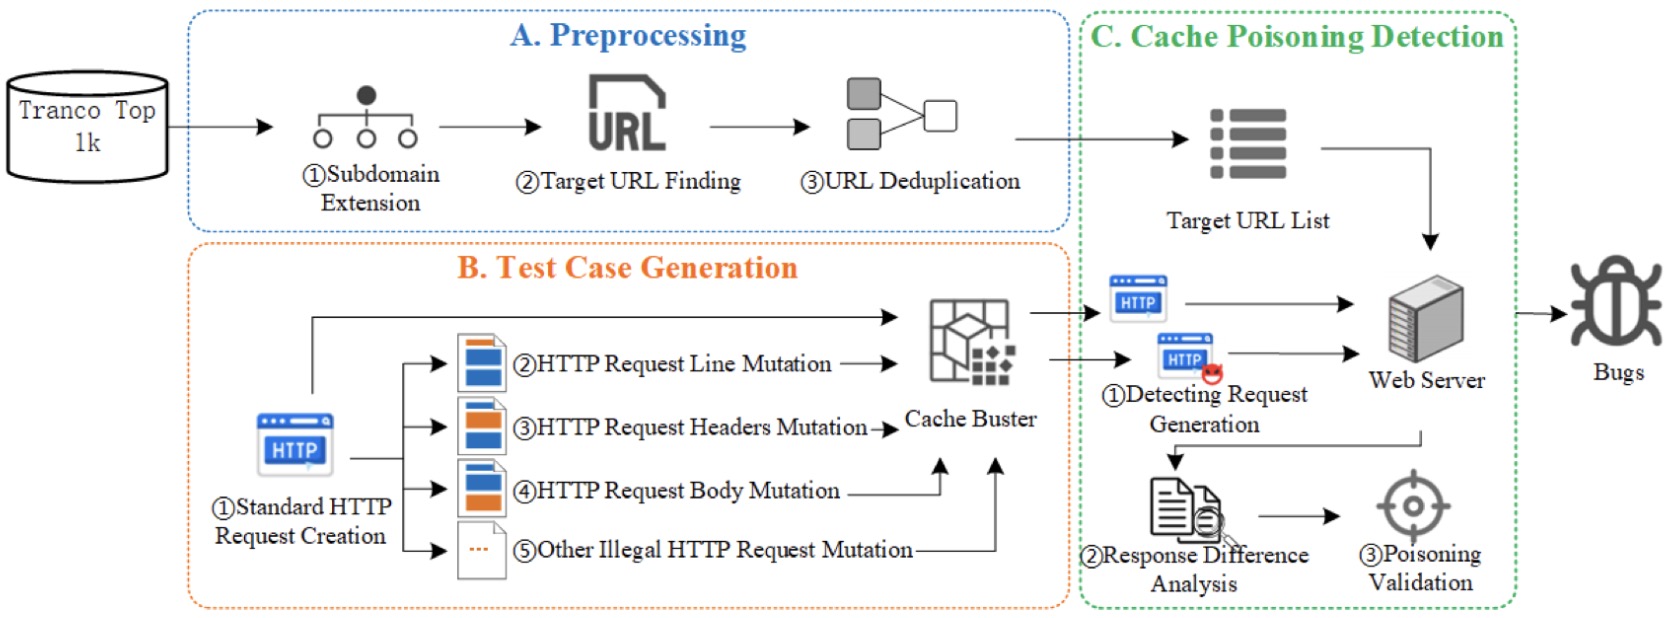 A. Preprocessing
Tranco Top
1k
①Subdomain
Extension
URL
②Target URL Finding
③URL Deduplication
B. Test Case Generation
HTTP
①Standard HTTP
Request Creation
②HTTP Request Line Mutation
③HTTP Request Headers Mutation
④HTTP Request Body Mutation
⑤Other Illegal HTTP Request Mutation
Cache Buster
C. Cache Poisoning Detection
Target URL List
HTTP
HTTP
①Detecting Request
Generation
Web Server
②Response Difference
Analysis
③Poisoning
Validation
Bugs